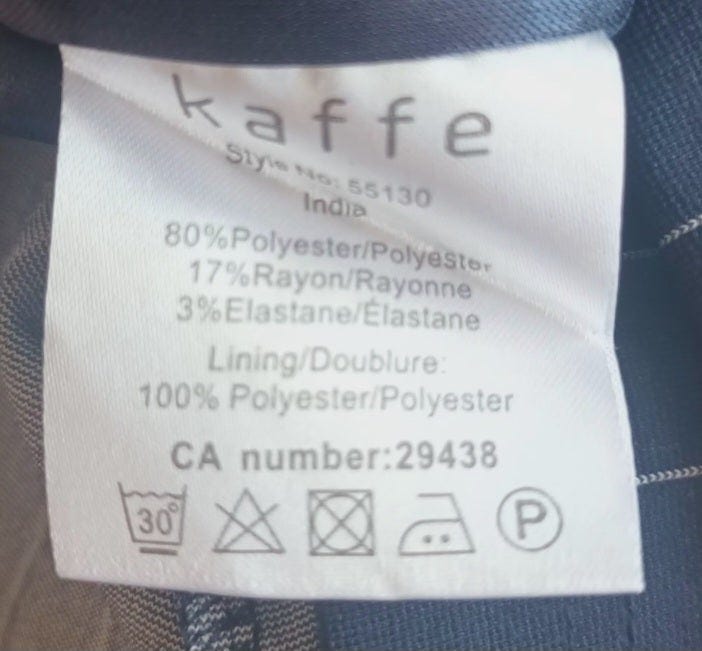 kaffe
Style No: 55130
India
80%Polyester/Polyester
17%Rayon/Rayonne
3%Elastane/Élastane
Lining/Doublure:
100% Polyester/Polyester
CA number:29438
30° P